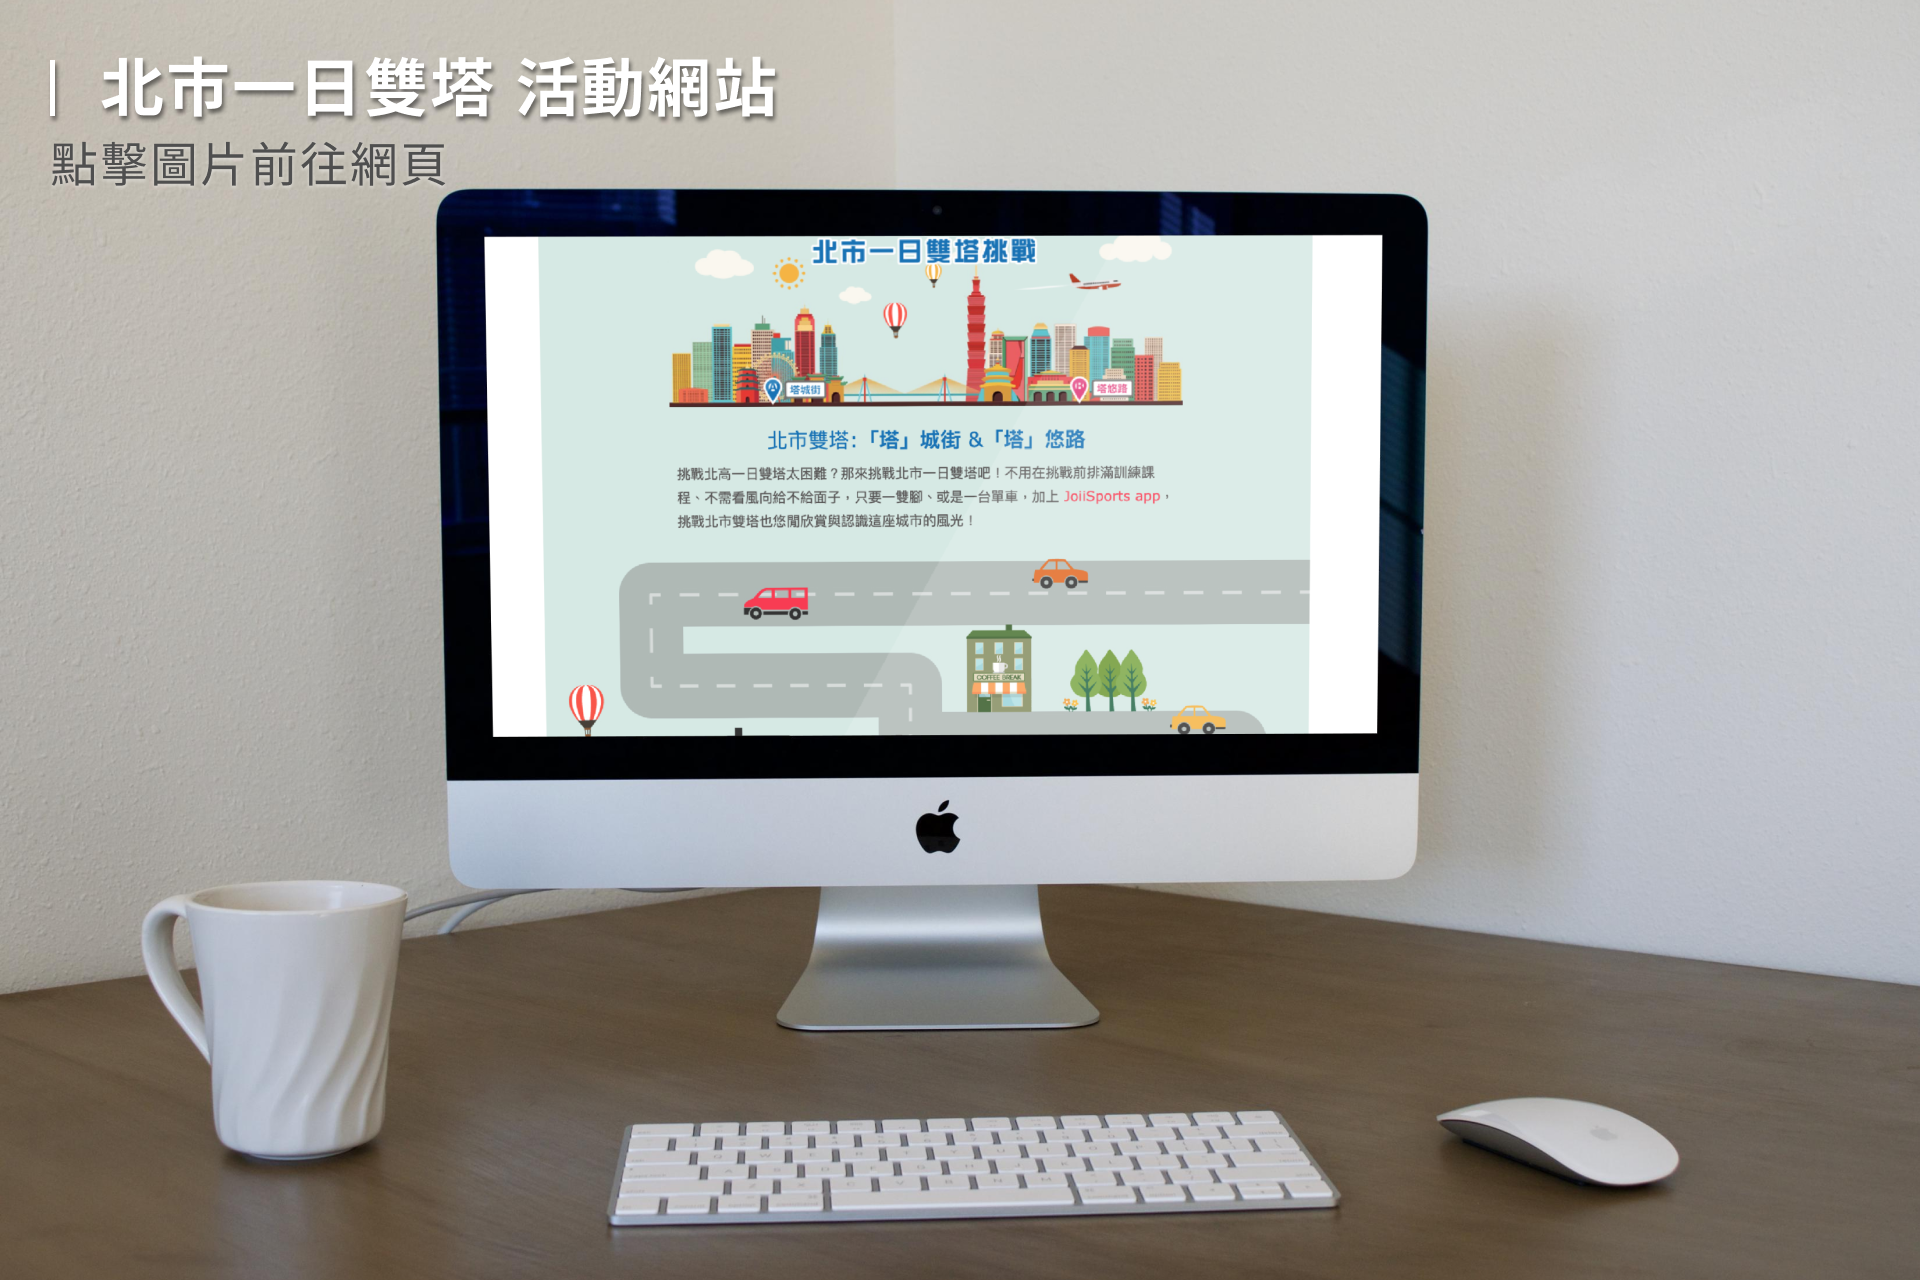 北市一日雙塔 活動網站
點擊圖片前往網頁
北市一日雙塔挑戰
塔城街
塔悠路
北市雙塔：「塔」城街 &「塔」悠路
挑戰北高一日雙塔太困難？那來挑戰北市一日雙塔吧！不用在挑戰前排滿訓練課
程、不需看風向給不給面子，只要一雙腳、或是一台單車，加上 JoiiSports app，
挑戰北市雙塔也悠閒欣賞與認識這座城市的風光！
COFFEE BREAK